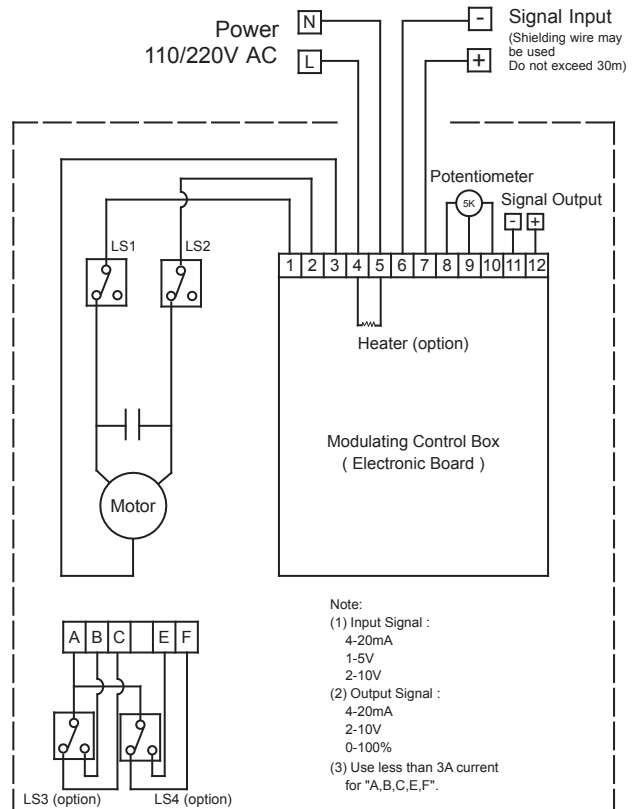 Power
110/220V AC
N
L
-
+
Signal Input
(Shielding wire may
be used
Do not exceed 30m)
Potentiometer
5K
Signal Output
- +
LS1
LS2
1 2 3 4 5 6 7 8 9 10 11 12
Heater (option)
Modulating Control Box
( Electronic Board )
Motor
A B C E F
LS3 (option)
LS4 (option)
Note:
(1) Input Signal :
4-20mA
1-5V
2-10V
(2) Output Signal :
4-20mA
2-10V
0-100%
(3) Use less than 3A current
for "A,B,C,E,F".